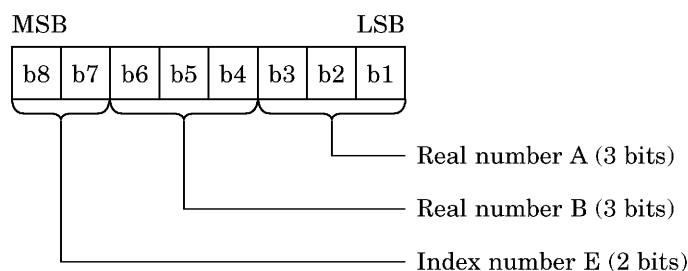 MSB LSB
b8 b7 b6 b5 b4 b3 b2 b1
Real number A (3 bits)
Real number B (3 bits)
Index number E (2 bits)